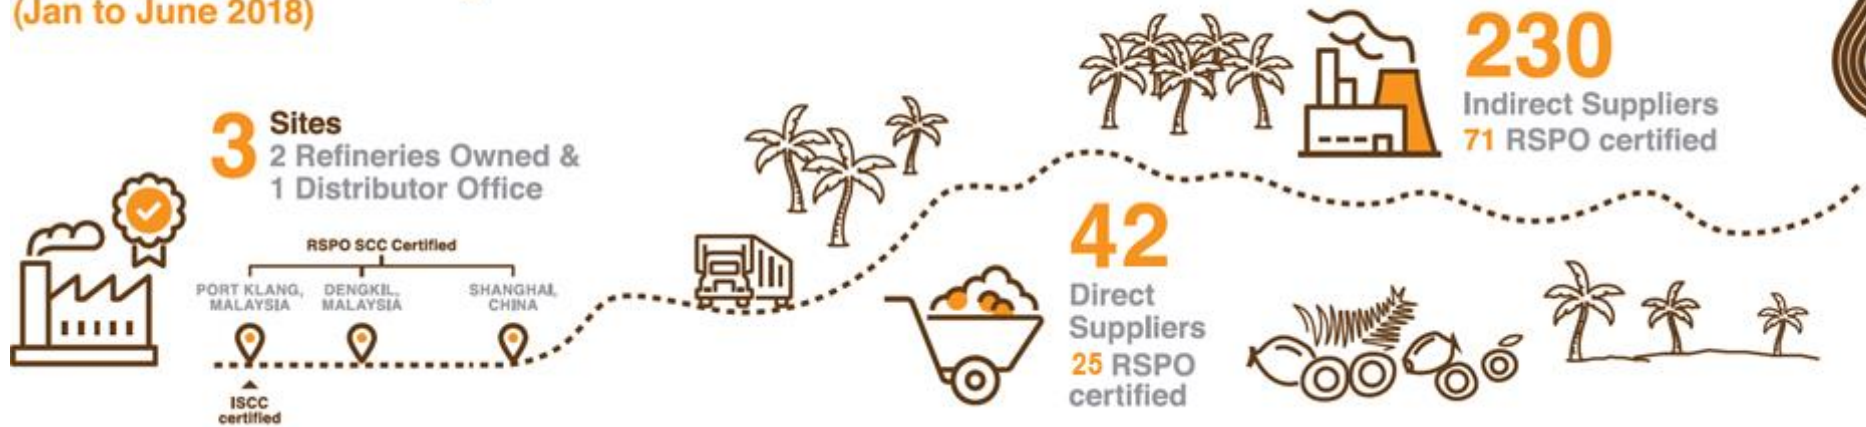 (Jan to June 2018)
3
Sites
2 Refineries Owned &
1 Distributor Office
RSPO SCC Certified
PORT KLANG,
MALAYSIA
DENGKIL,
MALAYSIA
SHANGHAI,
CHINA
ISCC
certified
42
Direct
Suppliers
25 RSPO
certified
230
Indirect Suppliers
71 RSPO certified